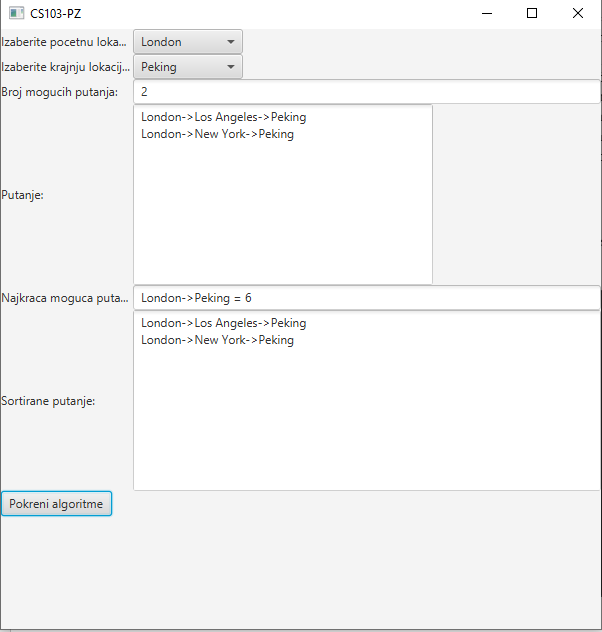 CS103-PZ
Izaberite pocetnu loka... London
Izaberite krajnju lokacij... Peking
Broj mogucih putanja: 2
London->Los Angeles->Peking
London->New York->Peking
Putanje:
Najkraca moguca puta... London->Peking = 6
London->Los Angeles->Peking
London->New York->Peking
Sortirane putanje:
Pokreni algoritme